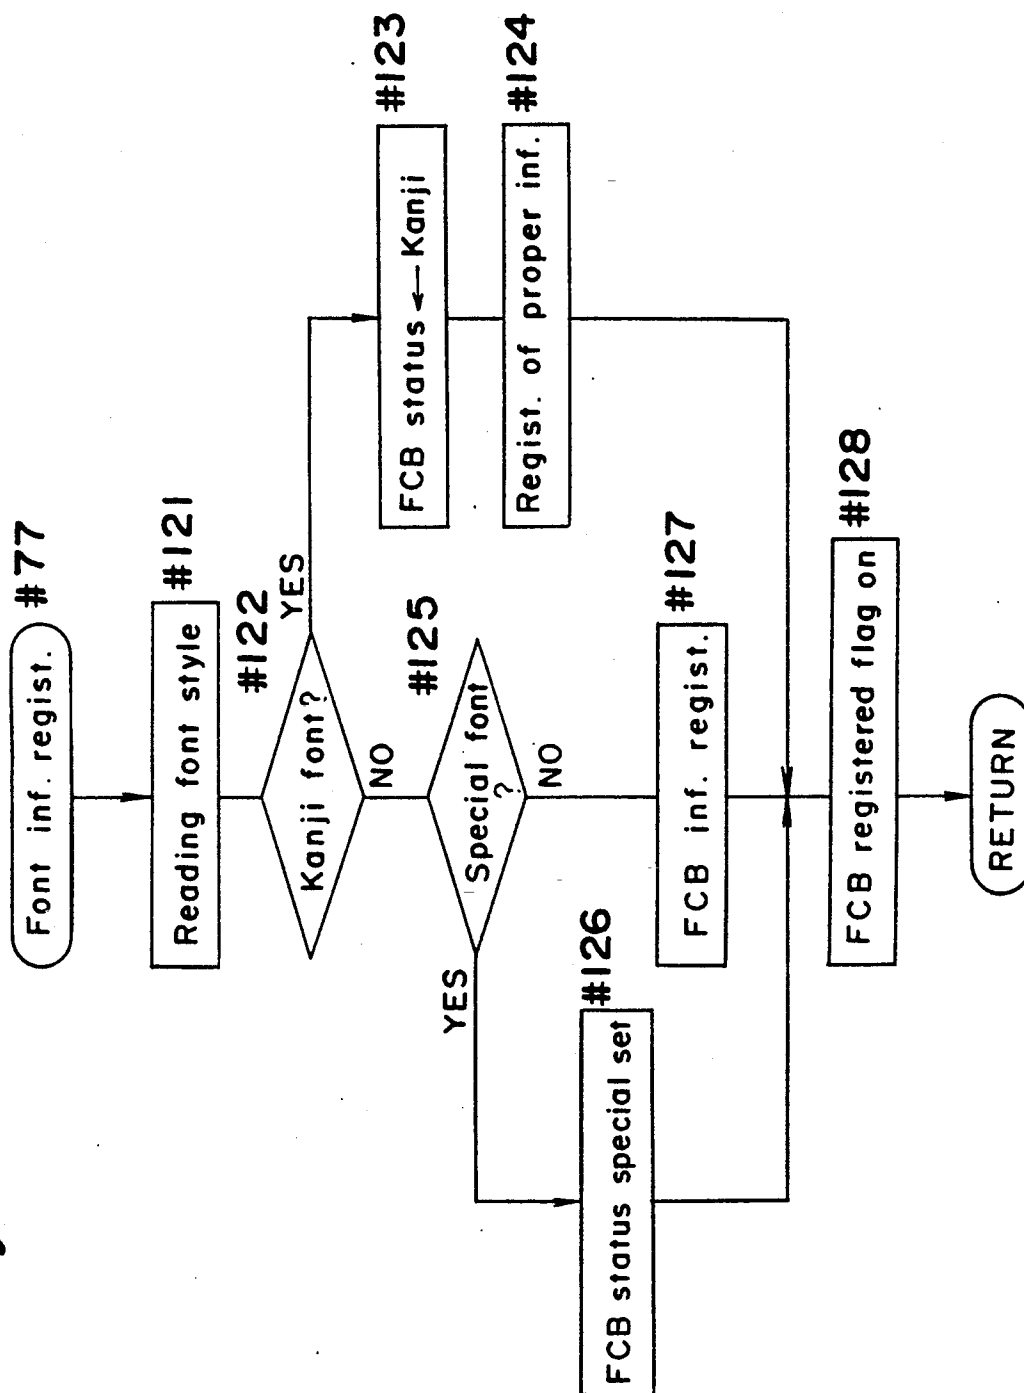 Font inf. regist.
#77
Reading font style
#121
Kanji font?
#122
YES
NO
FCB status ← Kanji
#123
Regist. of proper inf.
#124
Special font
?
#125
YES
NO
FCB status special set
#126
FCB inf. regist.
#127
FCB registered flag on
#128
RETURN